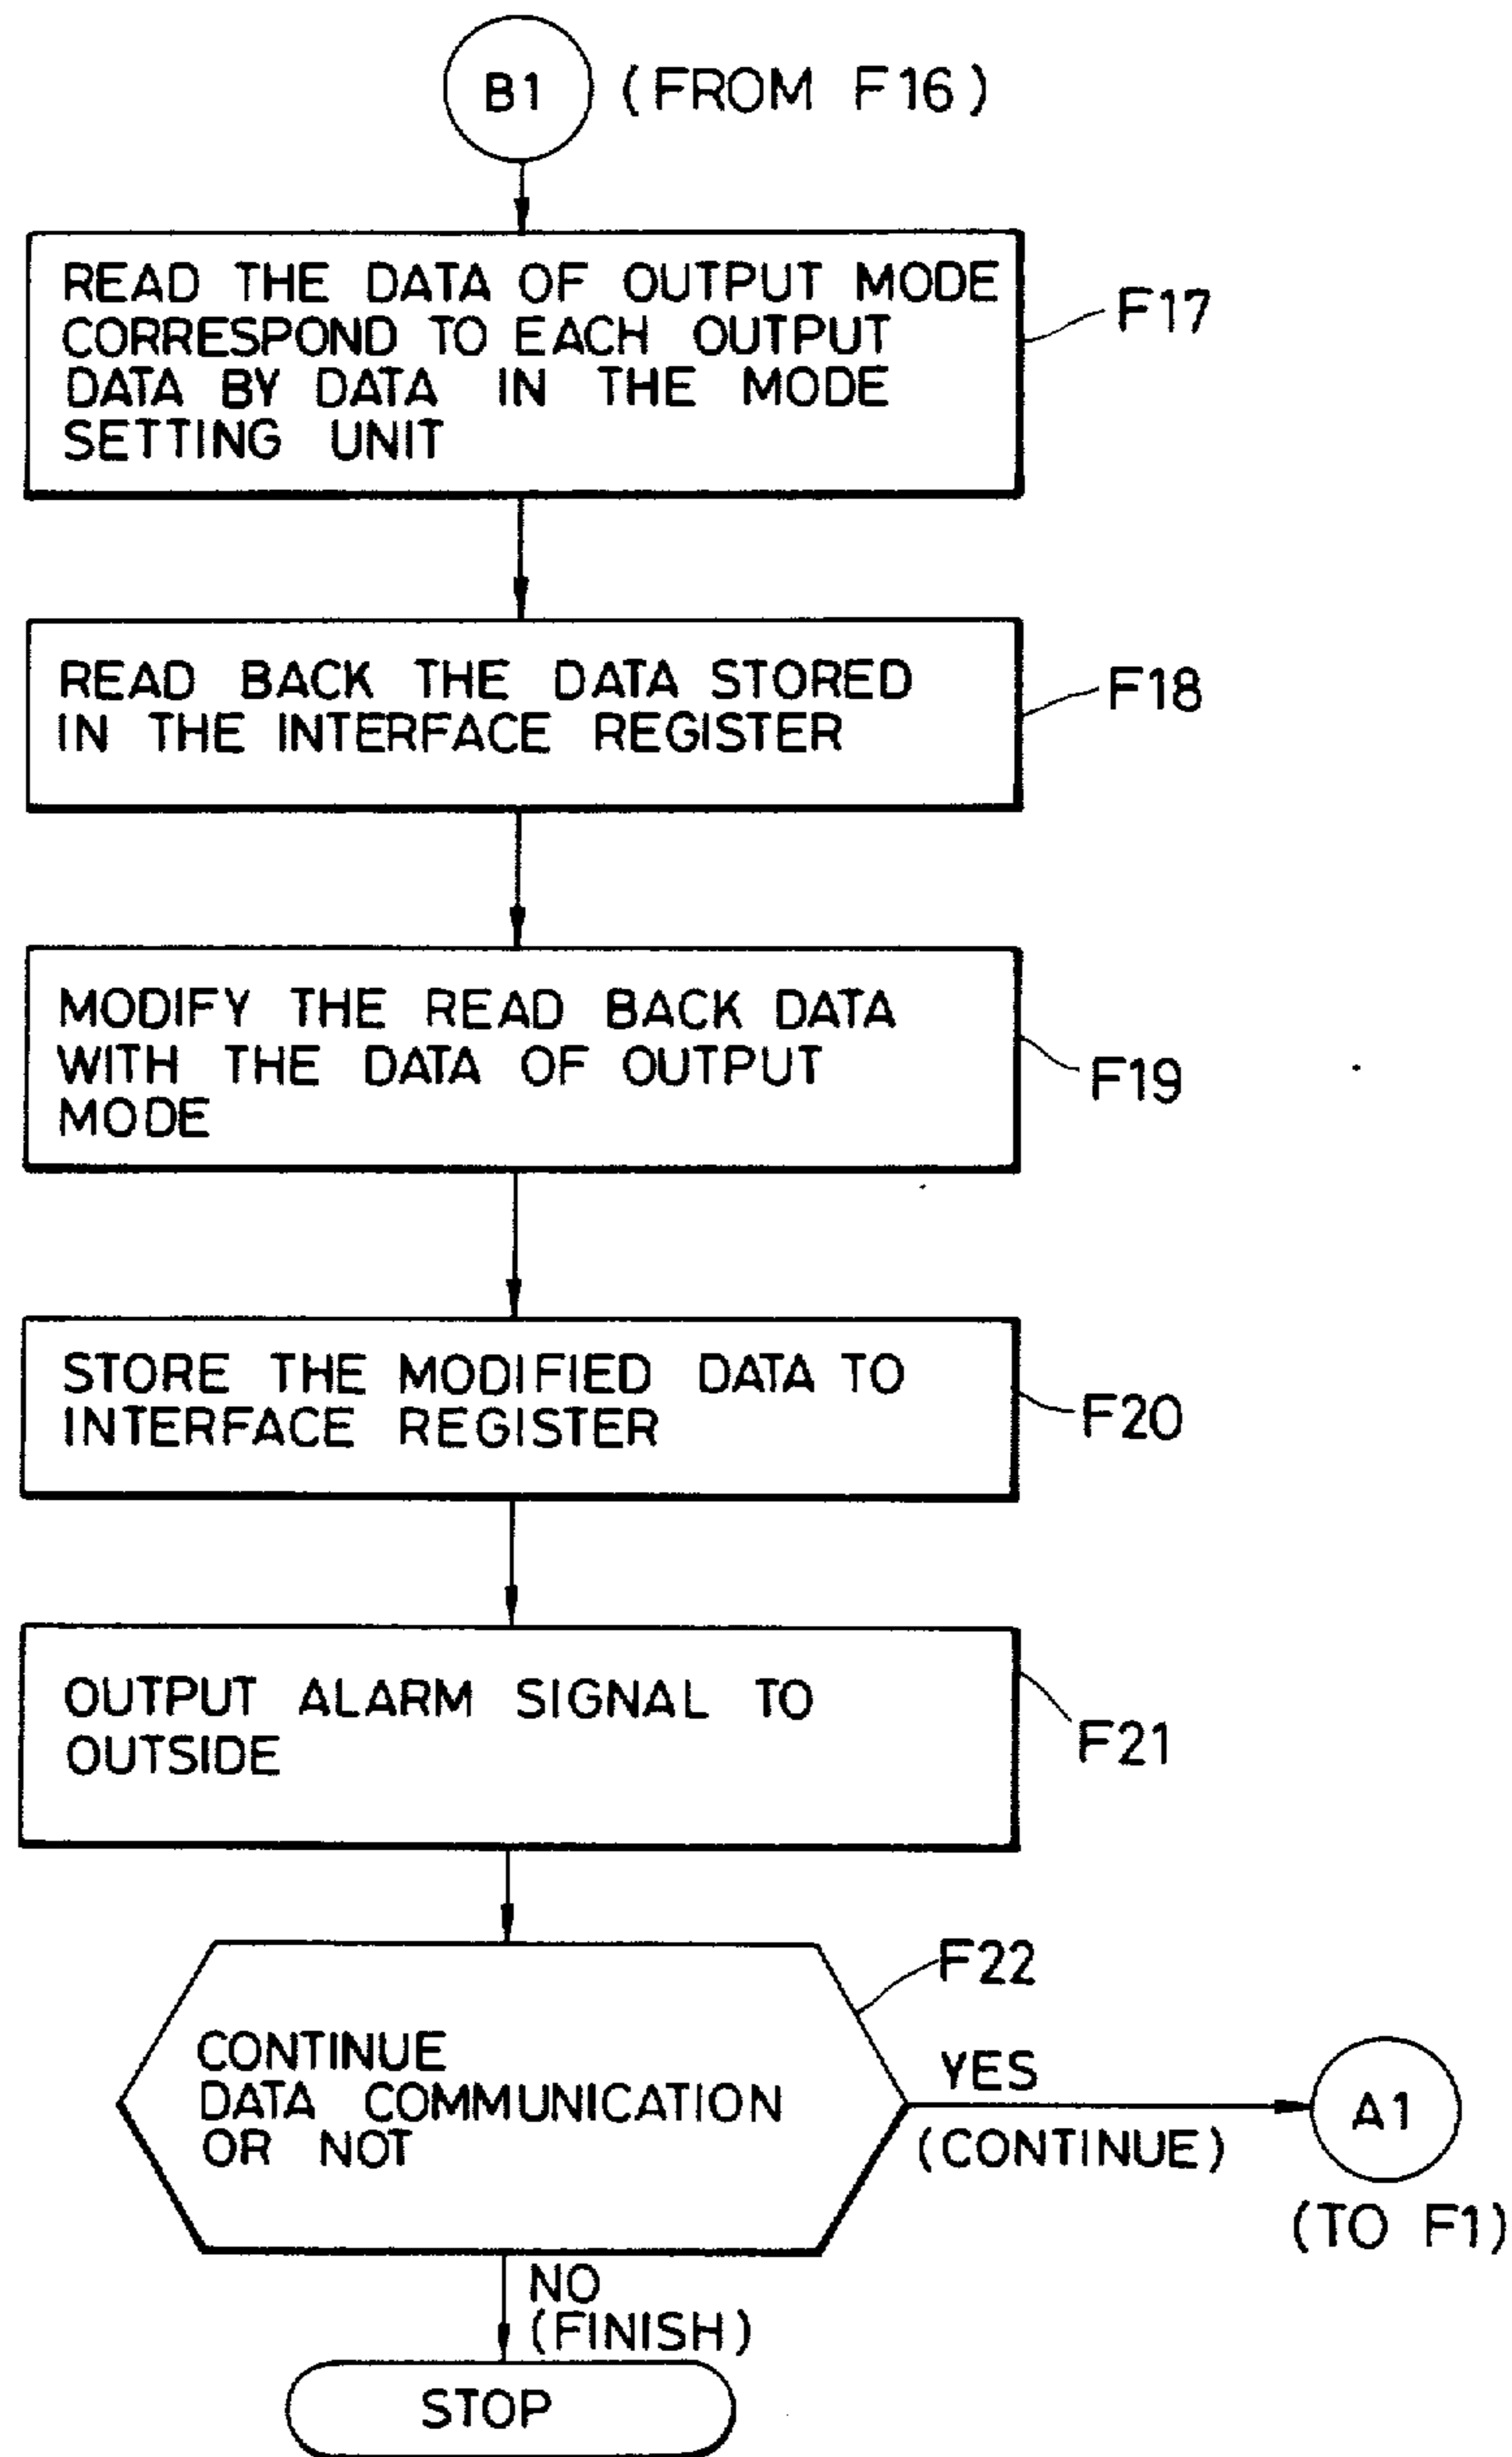 B1 (FROM F16)
READ THE DATA OF OUTPUT MODE
CORRESPOND TO EACH OUTPUT
DATA BY DATA IN THE MODE
SETTING UNIT
F17
READ BACK THE DATA STORED
IN THE INTERFACE REGISTER
F18
MODIFY THE READ BACK DATA
WITH THE DATA OF OUTPUT
MODE
F19
STORE THE MODIFIED DATA TO
INTERFACE REGISTER
F20
OUTPUT ALARM SIGNAL TO
OUTSIDE
F21
F22
CONTINUE
DATA COMMUNICATION
OR NOT
YES
(CONTINUE)
A1
(TO F1)
NO
(FINISH)
STOP